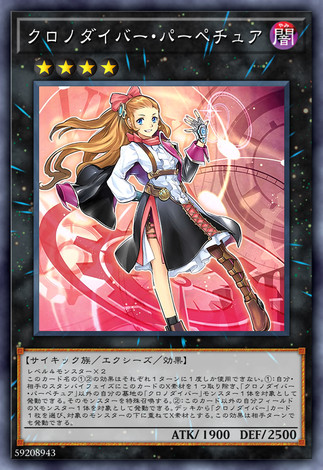 クロノダイバー・パーペチュア
闇
やみ
【サイキック族／エクシーズ／効果】
レベル４モンスター×２
このカード名の①②の効果はそれぞれ１ターンに１度しか使用できない。①：自分・
相手のスタンバイフェイズにこのカードのX素材を１つ取り除き、「クロノダイバー・
パーペチュア」以外の自分の墓地の「クロノダイバー」モンスター１体を対象として
発動できる。そのモンスターを特殊召喚する。②：このカード以外の自分フィールド
のXモンスター１体を対象として発動できる。デッキから「クロノダイバー」カード
１枚を選び、対象のモンスターの下に重ねてX素材とする。この効果は相手ターンで
も発動できる。
ATK/ 1900 DEF/2500
59208943